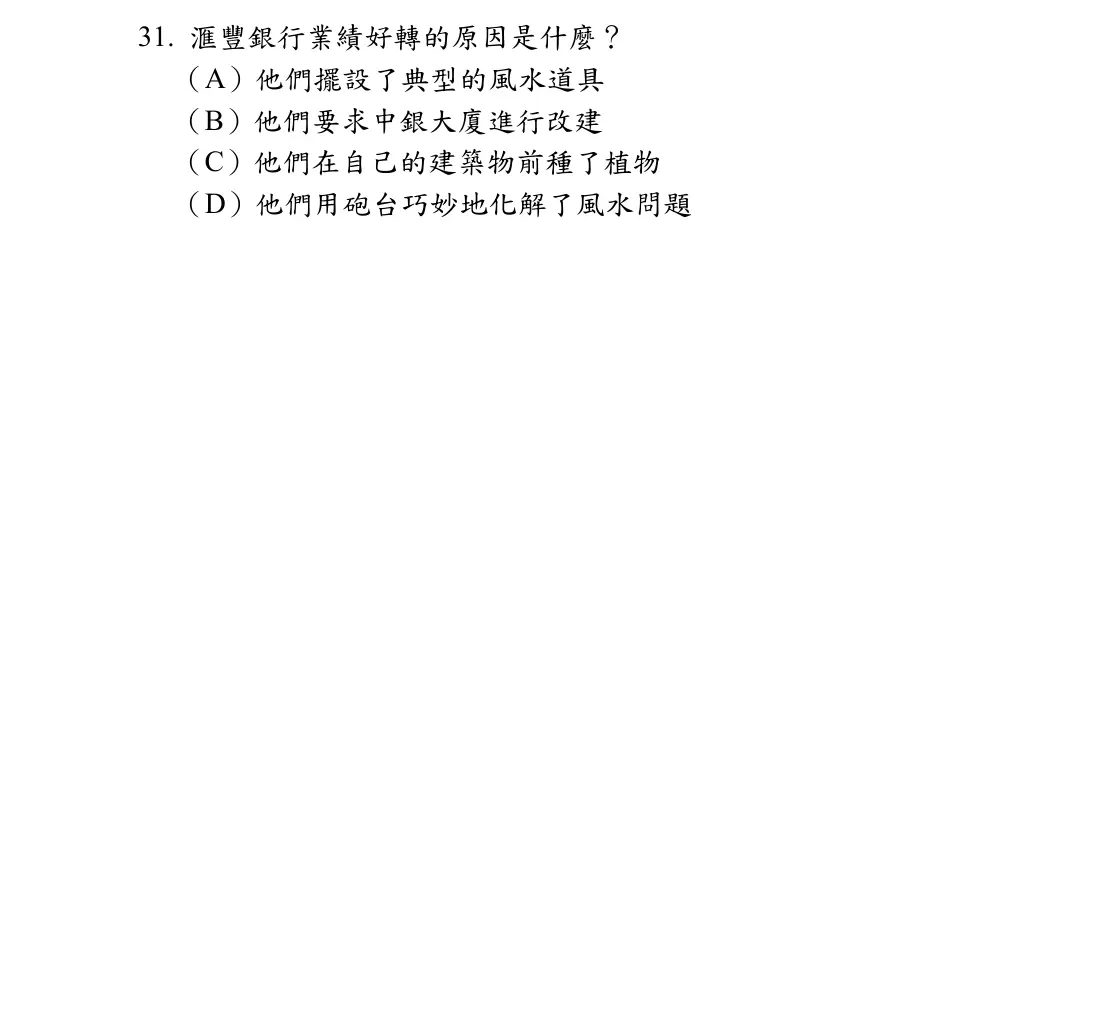 31. 滙豐銀行業績好轉的原因是什麼？
（A）他們擺設了典型的風水道具
（B）他們要求中銀大廈進行改建
（C）他們在自己的建築物前種了植物
（D）他們用砲台巧妙地化解了風水問題